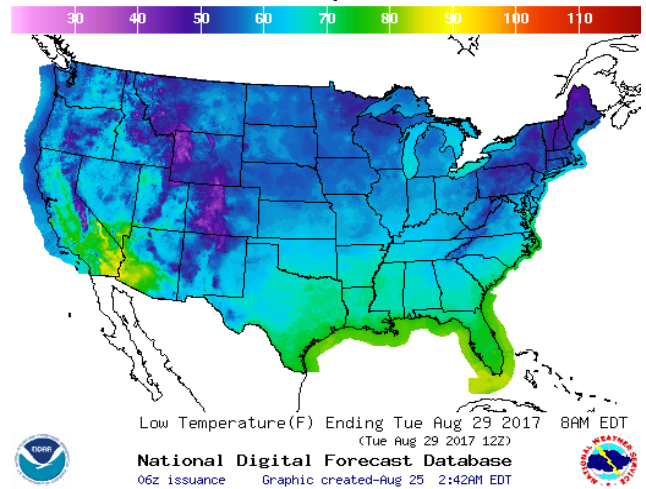 30 40 50 60 70 80 90 100 110
Low Temperature(F) Ending Tue Aug 29 2017 8AM EDT
(Tue Aug 29 2017 12Z)
National Digital Forecast Database
06z issuance Graphic created-Aug 25 2:42AM EDT
NOAA
NATIONAL WEATHER SERVICE